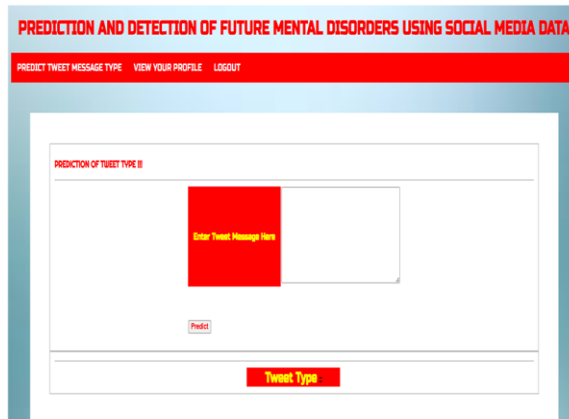 PREDICTION AND DETECTION OF FUTURE MENTAL DISORDERS USING SOCIAL MEDIA DATA
PREDICT TWEET MESSAGE TYPE VIEW YOUR PROFILE LOGOUT
PREDICTION OF TWEET TYPE !!!
Enter Tweet Message Here
Predict
Tweet Type :